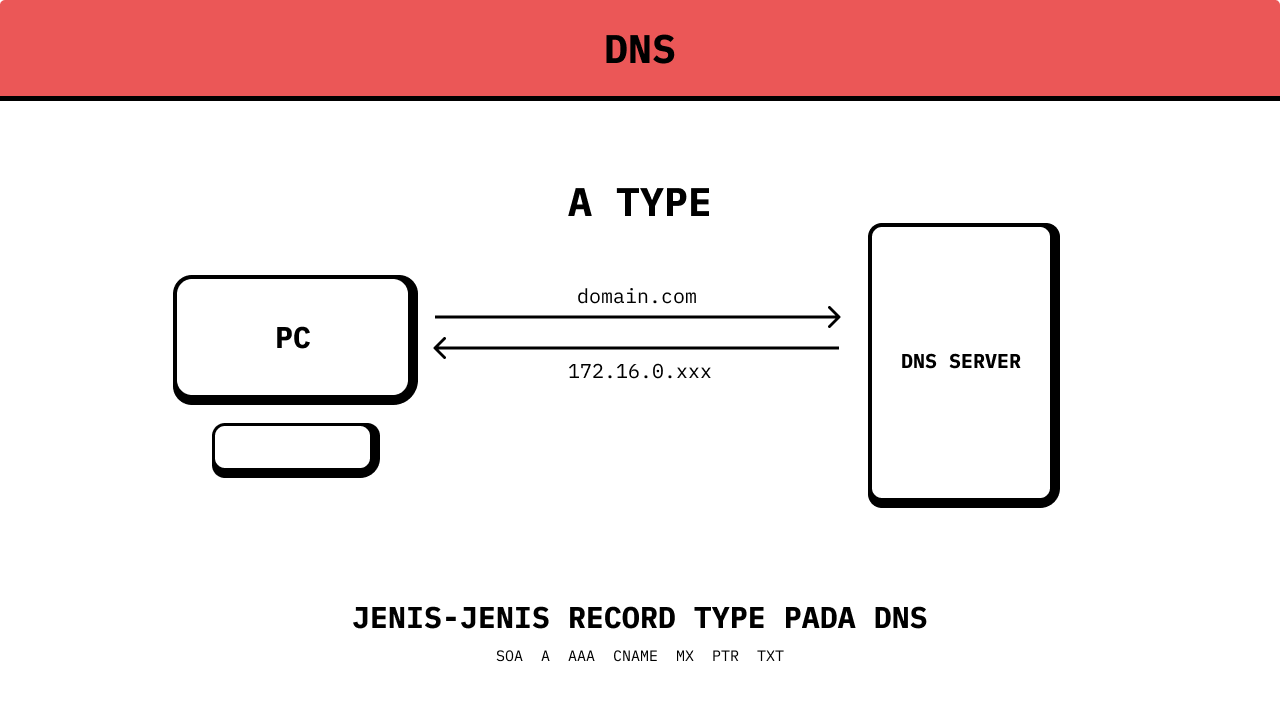 DNS
A TYPE
domain.com
PC
172.16.0.xxx
DNS SERVER
JENIS-JENIS RECORD TYPE PADA DNS
SOA A AAA CNAME MX PTR TXT